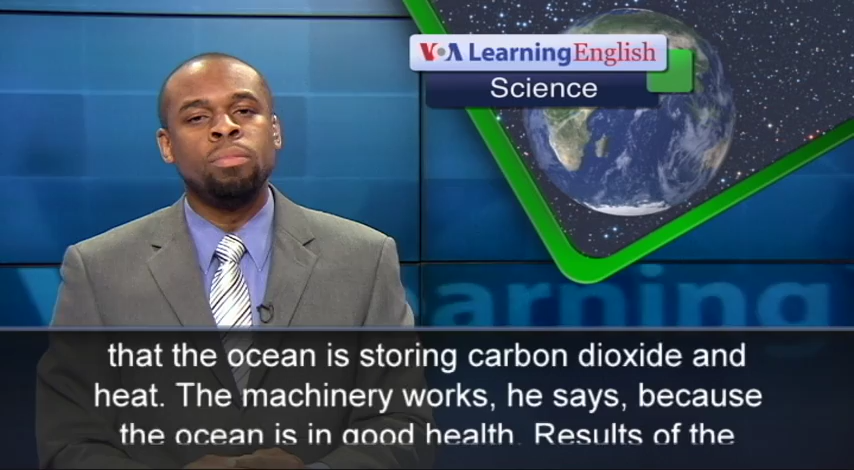 VOA Learning English
Science
arning
that the ocean is storing carbon dioxide and
heat. The machinery works, he says, because
the ocean is in good health. Results of the